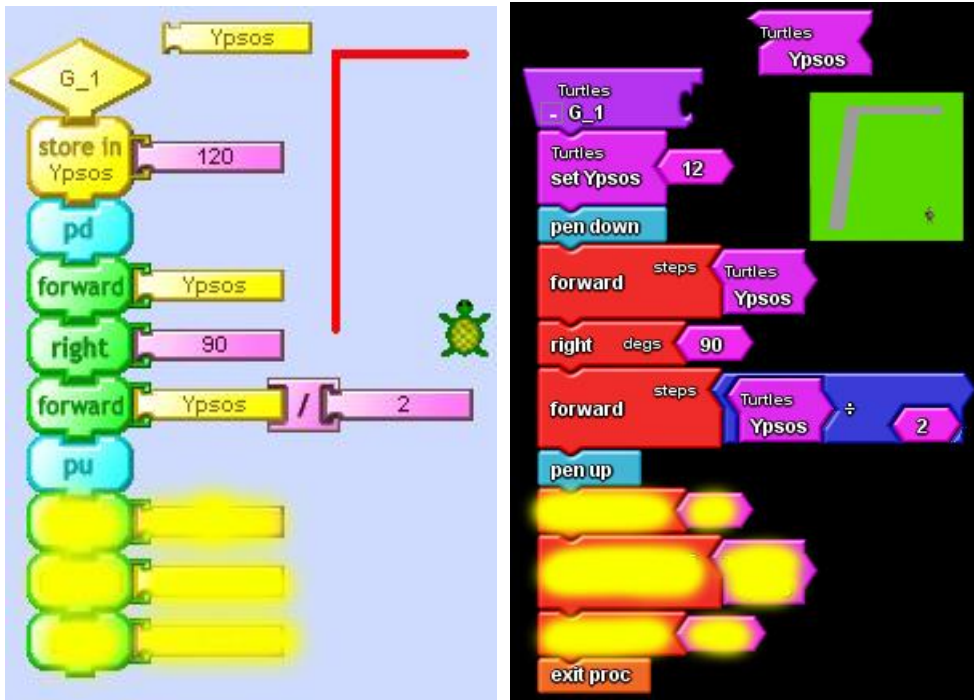 Ypsos
G_1
store in
Ypsos
120
pd
forward
Ypsos
right
90
forward
Ypsos
/
2
pu
Turtles
Ypsos
Turtles
- G_1
Turtles
set Ypsos
12
pen down
forward
steps
Turtles
Ypsos
right
degs
90
forward
steps
Turtles
Ypsos
÷
2
pen up
exit proc